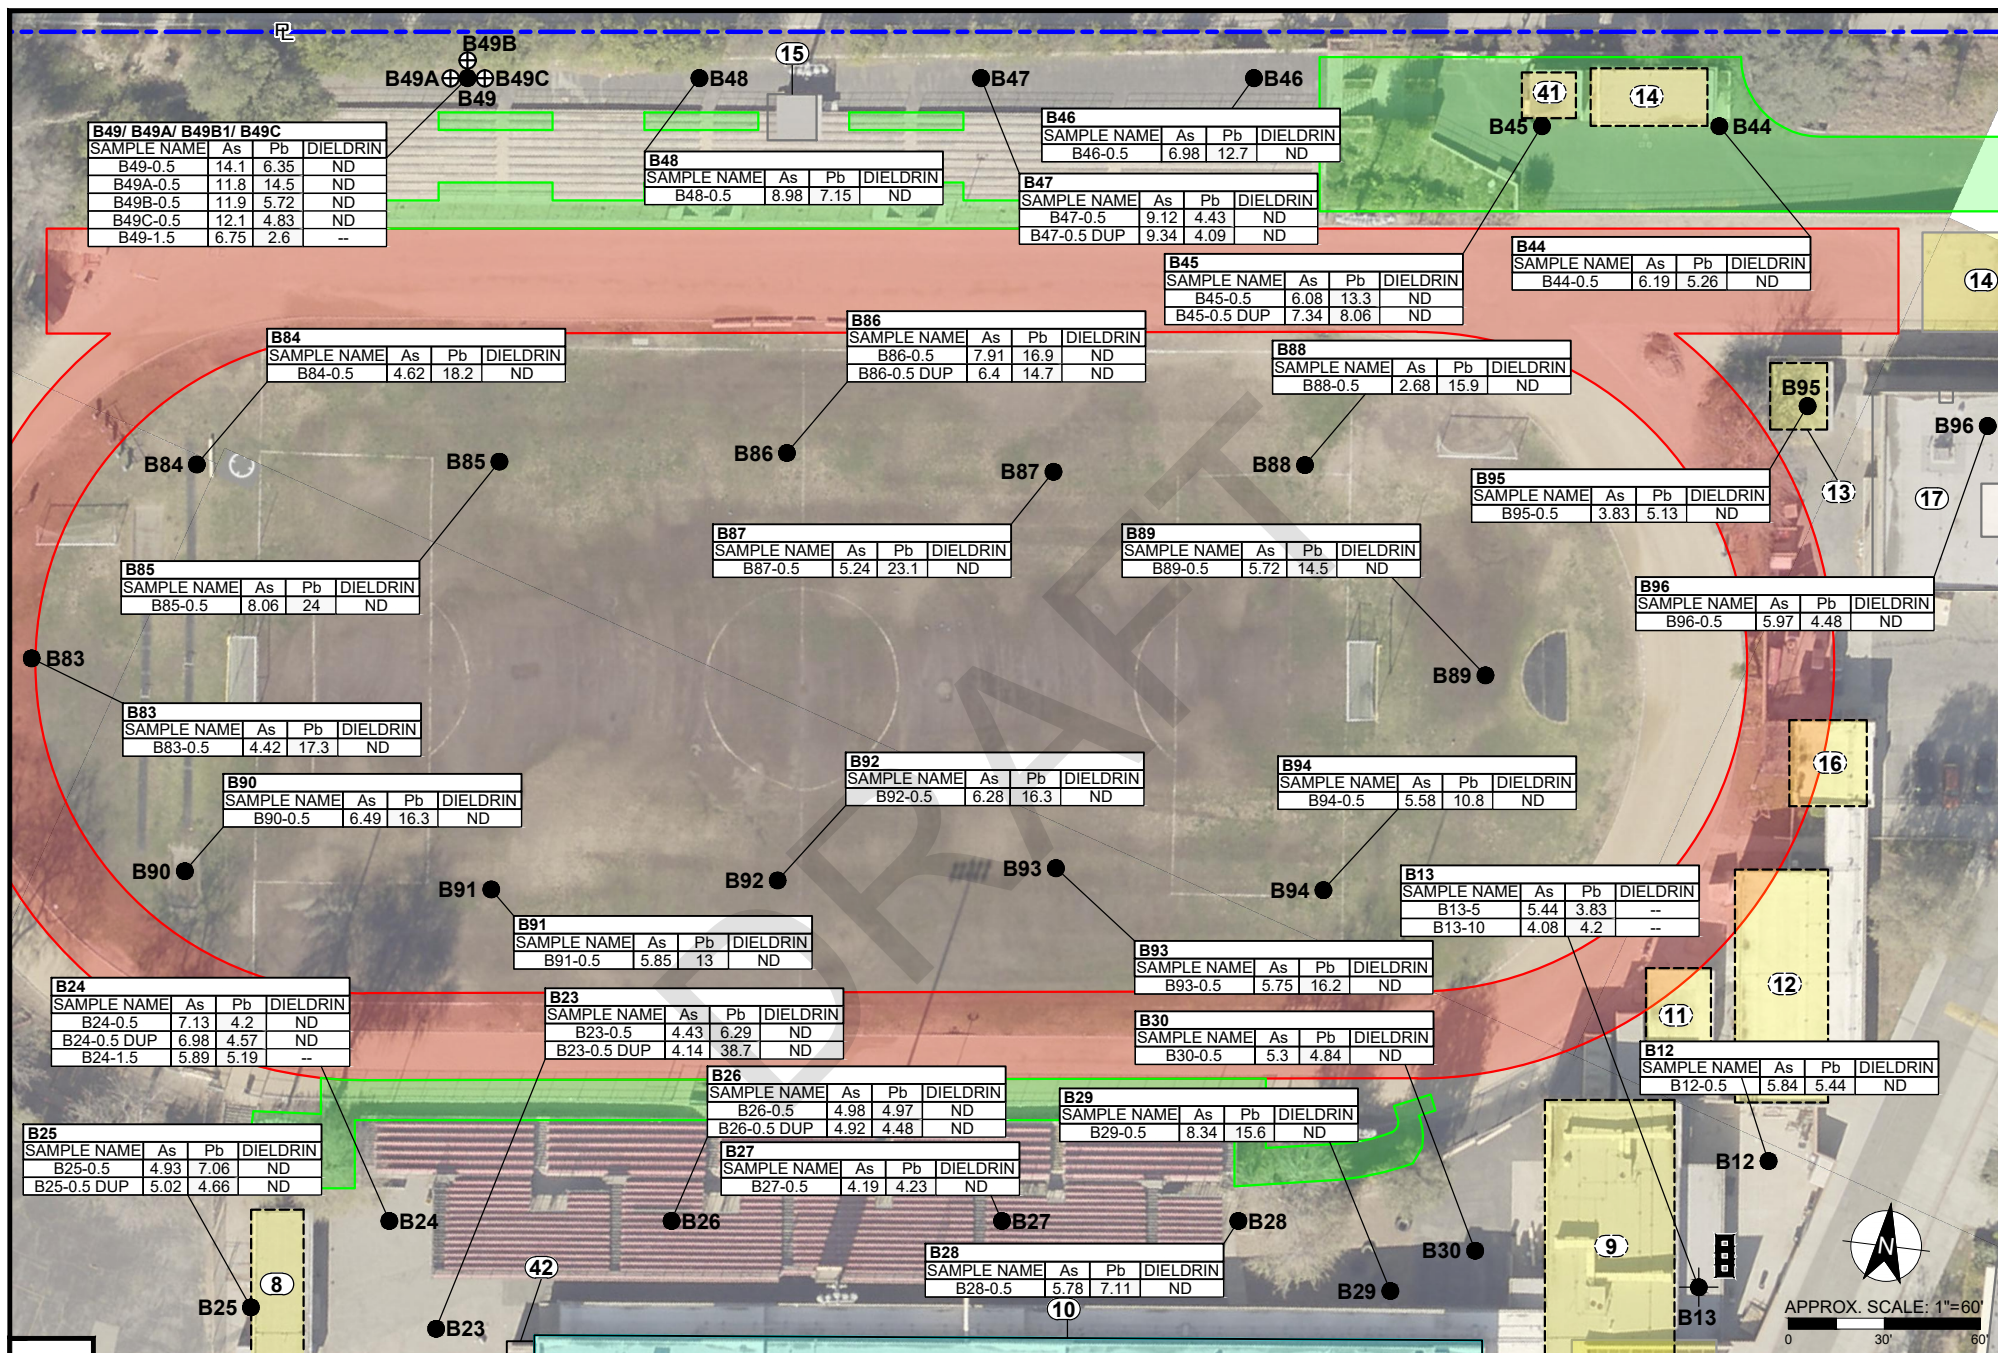 PL
B49B
B49A
B49C
B49
B48
15
B47
B46
41
14
B45
B44
B49/ B49A/ B49B1/ B49C
SAMPLE NAME As Pb DIELDRIN
B49-0.5 14.1 6.35 ND
B49A-0.5 11.8 14.5 ND
B49B-0.5 11.9 5.72 ND
B49C-0.5 12.1 4.83 ND
B49-1.5 6.75 2.6 --
B48
SAMPLE NAME As Pb DIELDRIN
B48-0.5 8.98 7.15 ND
B46
SAMPLE NAME As Pb DIELDRIN
B46-0.5 6.98 12.7 ND
B47
SAMPLE NAME As Pb DIELDRIN
B47-0.5 9.12 4.43 ND
B47-0.5 DUP 9.34 4.09 ND
B45
SAMPLE NAME As Pb DIELDRIN
B45-0.5 6.08 13.3 ND
B45-0.5 DUP 7.34 8.06 ND
B44
SAMPLE NAME As Pb DIELDRIN
B44-0.5 6.19 5.26 ND
14
B84
SAMPLE NAME As Pb DIELDRIN
B84-0.5 4.62 18.2 ND
B86
SAMPLE NAME As Pb DIELDRIN
B86-0.5 7.91 16.9 ND
B86-0.5 DUP 6.4 14.7 ND
B88
SAMPLE NAME As Pb DIELDRIN
B88-0.5 2.68 15.9 ND
B95
B96
B84
B85
B86
B87
B88
B95
SAMPLE NAME As Pb DIELDRIN
B95-0.5 3.83 5.13 ND
13
17
B87
SAMPLE NAME As Pb DIELDRIN
B87-0.5 5.24 23.1 ND
B89
SAMPLE NAME As Pb DIELDRIN
B89-0.5 5.72 14.5 ND
B85
SAMPLE NAME As Pb DIELDRIN
B85-0.5 8.06 24 ND
B96
SAMPLE NAME As Pb DIELDRIN
B96-0.5 5.97 4.48 ND
B83
B89
DRAFT
B83
SAMPLE NAME As Pb DIELDRIN
B83-0.5 4.42 17.3 ND
B90
SAMPLE NAME As Pb DIELDRIN
B90-0.5 6.49 16.3 ND
B92
SAMPLE NAME As Pb DIELDRIN
B92-0.5 6.28 16.3 ND
B94
SAMPLE NAME As Pb DIELDRIN
B94-0.5 5.58 10.8 ND
16
B90
B91
B92
B93
B94
B13
SAMPLE NAME As Pb DIELDRIN
B13-5 5.44 3.83 --
B13-10 4.08 4.2 --
B91
SAMPLE NAME As Pb DIELDRIN
B91-0.5 5.85 13 ND
B93
SAMPLE NAME As Pb DIELDRIN
B93-0.5 5.75 16.2 ND
12
11
B24
SAMPLE NAME As Pb DIELDRIN
B24-0.5 7.13 4.2 ND
B24-0.5 DUP 6.98 4.57 ND
B24-1.5 5.89 5.19 --
B23
SAMPLE NAME As Pb DIELDRIN
B23-0.5 4.43 6.29 ND
B23-0.5 DUP 4.14 38.7 ND
B30
SAMPLE NAME As Pb DIELDRIN
B30-0.5 5.3 4.84 ND
B12
SAMPLE NAME As Pb DIELDRIN
B12-0.5 5.84 5.44 ND
B26
SAMPLE NAME As Pb DIELDRIN
B26-0.5 4.98 4.97 ND
B26-0.5 DUP 4.92 4.48 ND
B29
SAMPLE NAME As Pb DIELDRIN
B29-0.5 8.34 15.6 ND
B25
SAMPLE NAME As Pb DIELDRIN
B25-0.5 4.93 7.06 ND
B25-0.5 DUP 5.02 4.66 ND
B27
SAMPLE NAME As Pb DIELDRIN
B27-0.5 4.19 4.23 ND
B12
B24
B26
B27
B28
B30
B28
SAMPLE NAME As Pb DIELDRIN
B28-0.5 5.78 7.11 ND
9
N
8
42
B29
B25
B23
10
B13
APPROX. SCALE: 1"=60'
0 30' 60'